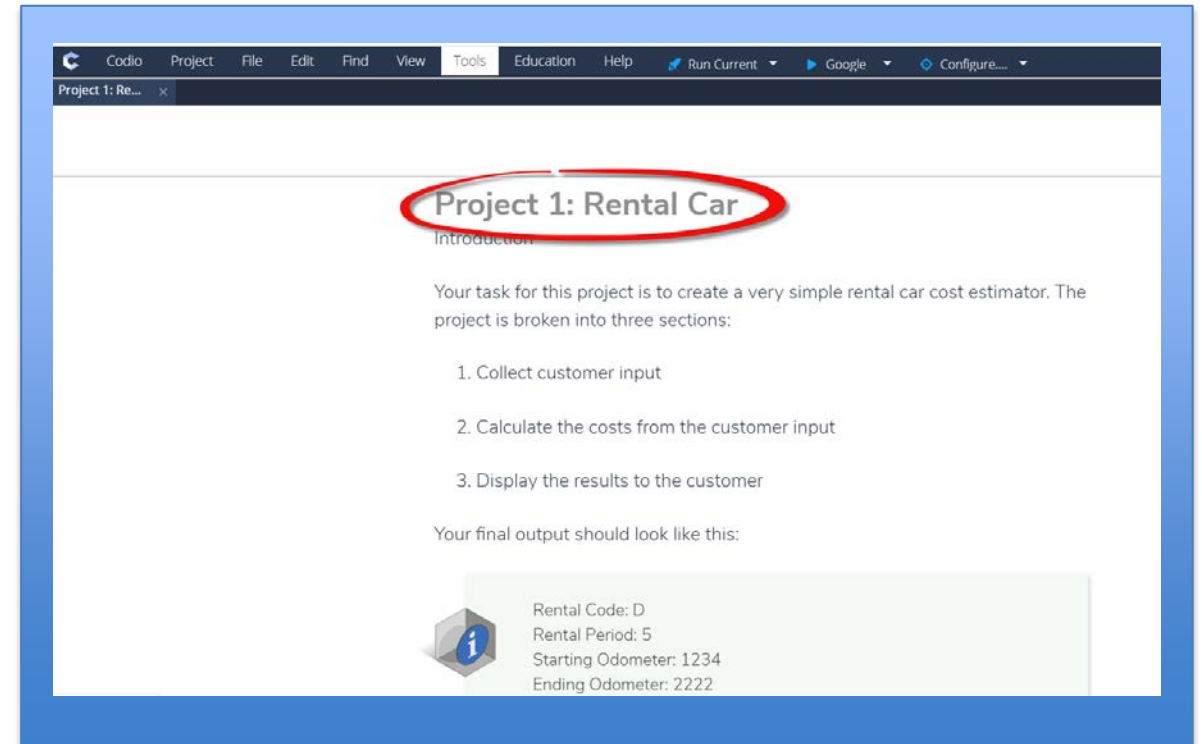 Codio Project File Edit Find View Tools Education Help Run Current Google Configure....
Project 1: Re...
Project 1: Rental Car
Introduction
Your task for this project is to create a very simple rental car cost estimator. The
project is broken into three sections:
1. Collect customer input
2. Calculate the costs from the customer input
3. Display the results to the customer
Your final output should look like this:
Rental Code: D
Rental Period: 5
Starting Odometer: 1234
Ending Odometer: 2222